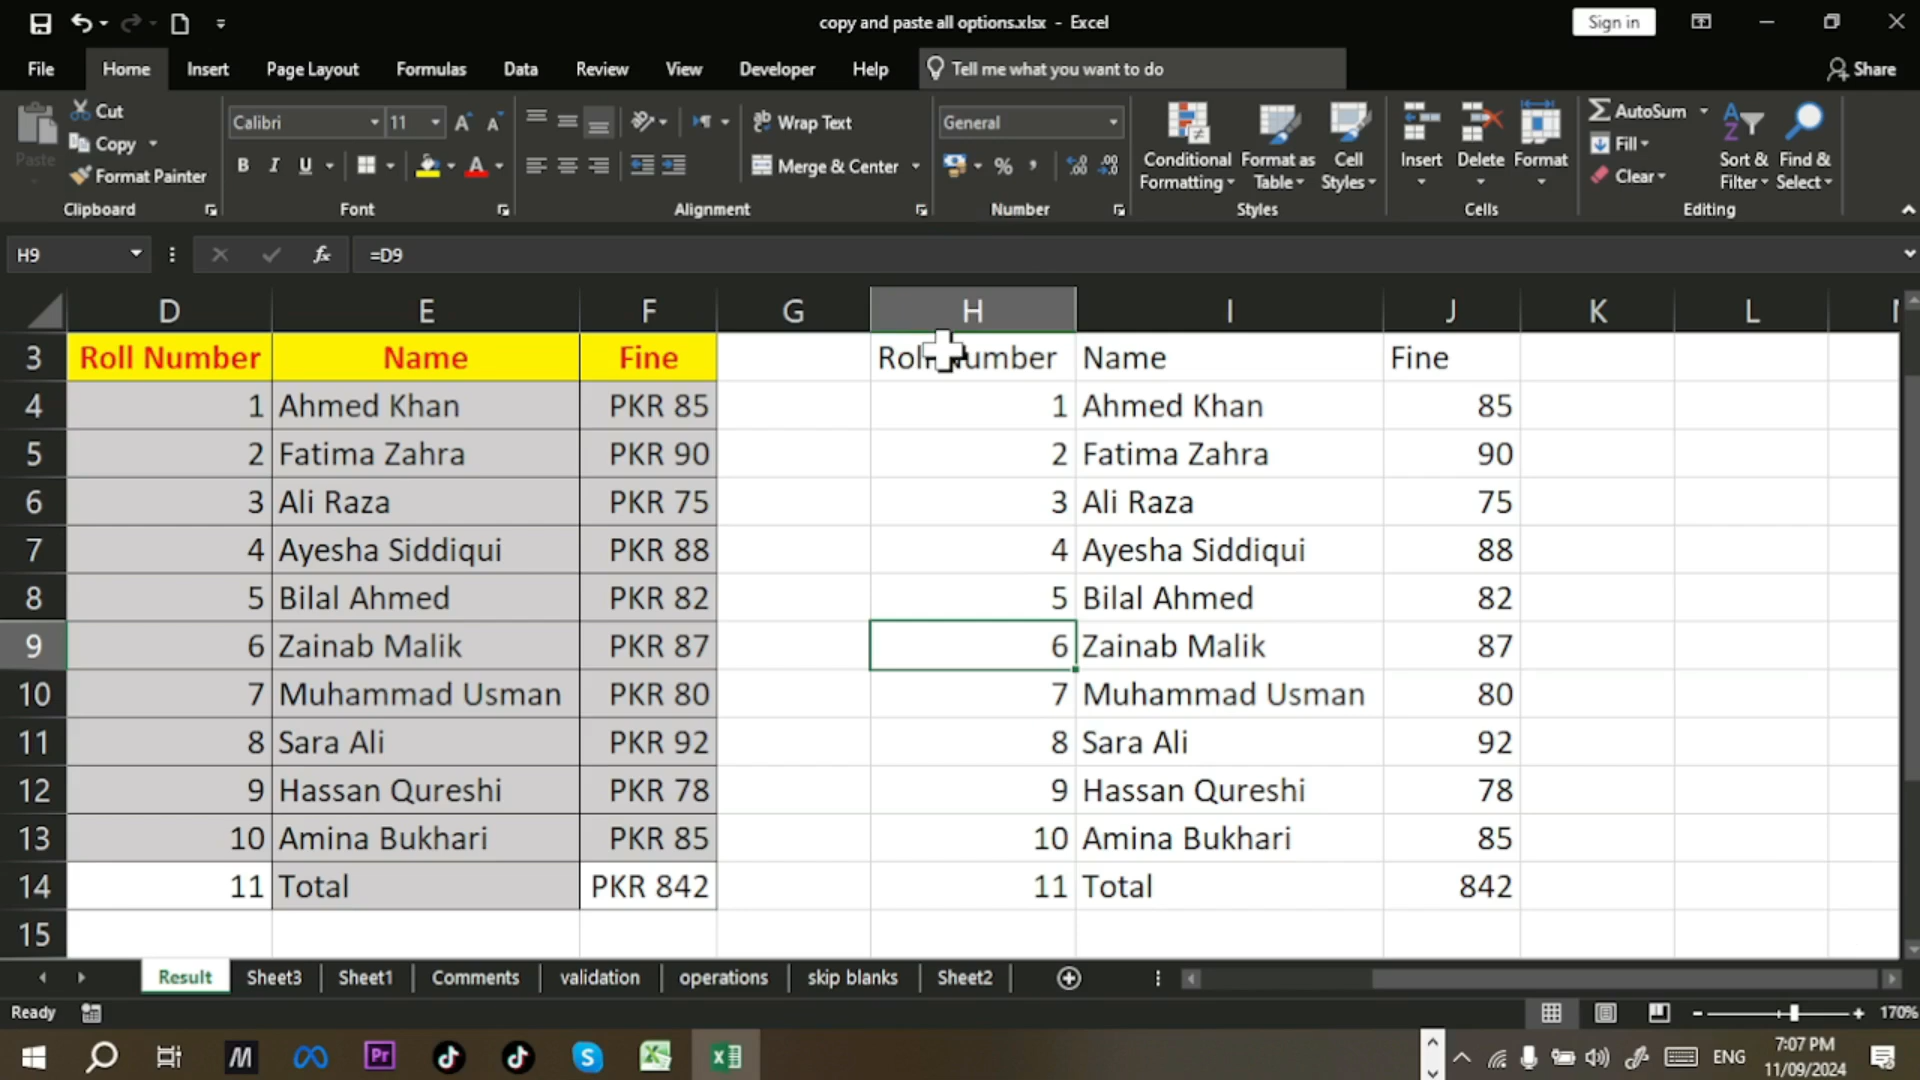 copy and paste all options.xlsx - Excel
Sign in
File Home Insert Page Layout Formulas Data Review View Developer Help Tell me what you want to do Share
Paste
Cut
Copy
Format Painter
Clipboard
Calibri 11
B I U
Font
Wrap Text
Merge & Center
Alignment
General
%
Number
Conditional Formatting
Format as Table
Cell Styles
Styles
Insert
Delete
Format
Cells
AutoSum
Fill
Clear
Sort & Filter
Find & Select
Editing
H9 fx =D9
D E F G H I J K L
3 Roll Number Name Fine Roll Number Name Fine
4 1 Ahmed Khan PKR 85 1 Ahmed Khan 85
5 2 Fatima Zahra PKR 90 2 Fatima Zahra 90
6 3 Ali Raza PKR 75 3 Ali Raza 75
7 4 Ayesha Siddiqui PKR 88 4 Ayesha Siddiqui 88
8 5 Bilal Ahmed PKR 82 5 Bilal Ahmed 82
9 6 Zainab Malik PKR 87 6 Zainab Malik 87
10 7 Muhammad Usman PKR 80 7 Muhammad Usman 80
11 8 Sara Ali PKR 92 8 Sara Ali 92
12 9 Hassan Qureshi PKR 78 9 Hassan Qureshi 78
13 10 Amina Bukhari PKR 85 10 Amina Bukhari 85
14 11 Total PKR 842 11 Total 842
15
Result Sheet3 Sheet1 Comments validation operations skip blanks Sheet2
Ready 170%
Pr ENG 7:07 PM
11/09/2024